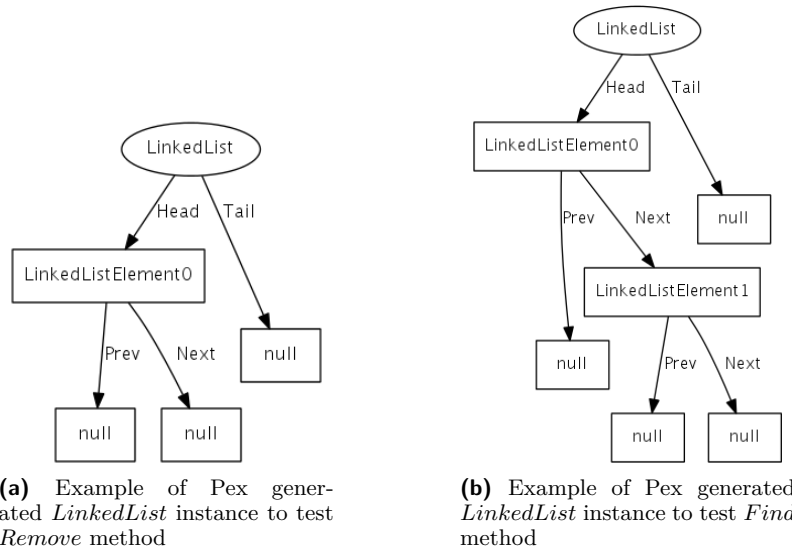 LinkedList
Head
Tail
LinkedListElement0
Prev
Next
null
null
null
(a) Example of Pex gener-
ated LinkedList instance to test
Remove method
LinkedList
Head
Tail
LinkedListElement0
null
Prev
Next
LinkedListElement1
null
Prev
Next
null
null
(b) Example of Pex generated
LinkedList instance to test Find
method